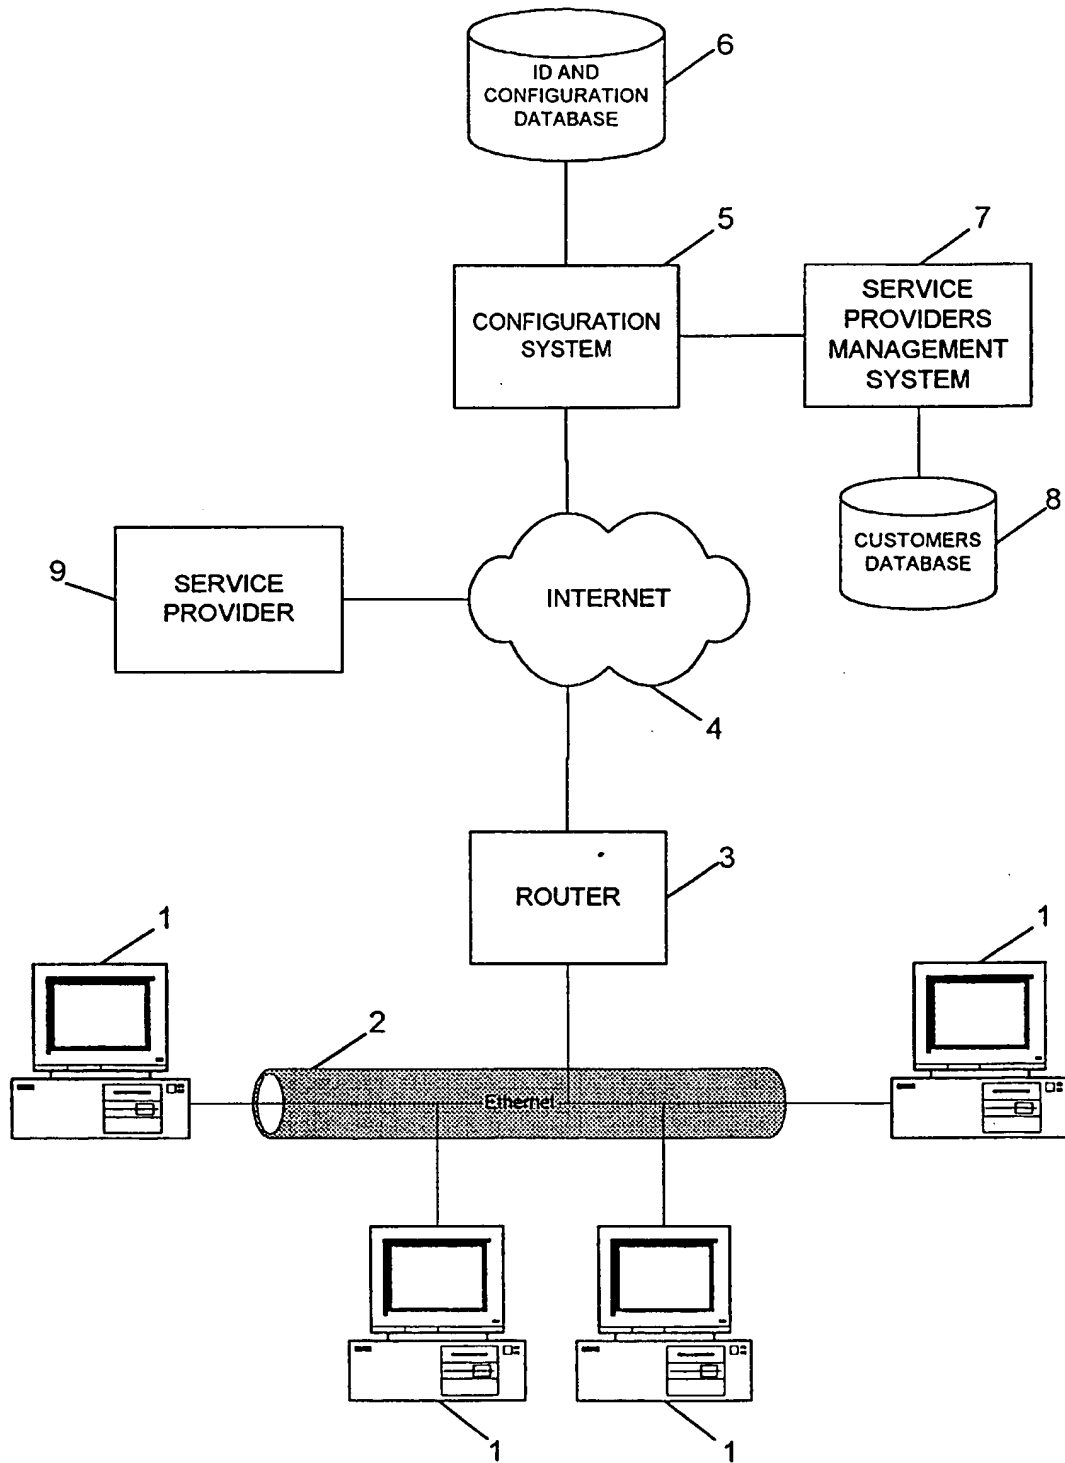 6
ID AND
CONFIGURATION
DATABASE
5
7
CONFIGURATION
SYSTEM
SERVICE
PROVIDERS
MANAGEMENT
SYSTEM
8
CUSTOMERS
DATABASE
9
SERVICE
PROVIDER
INTERNET
4
3
ROUTER
1
1
2
Ethernet
1
1